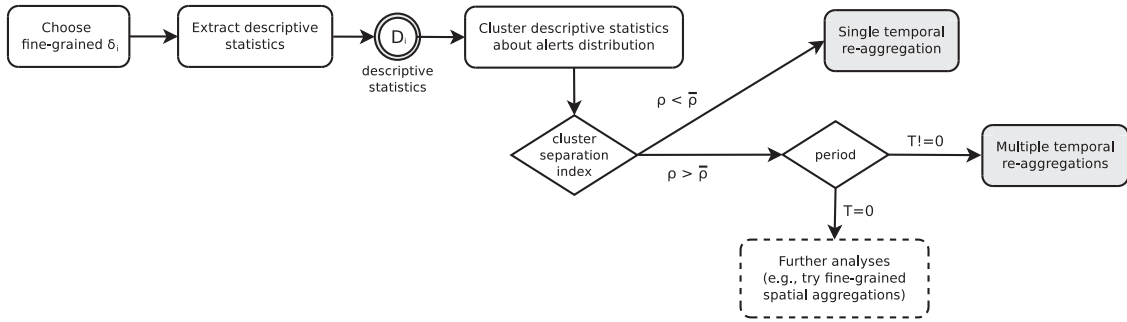 Choose
fine-grained δi
Extract descriptive
statistics
Di
descriptive
statistics
Cluster descriptive statistics
about alerts distribution
Single temporal
re-aggregation
ρ < ρ̅
cluster
separation
index
ρ > ρ̅
period
T!=0
Multiple temporal
re-aggregations
T=0
Further analyses
(e.g., try fine-grained
spatial aggregations)